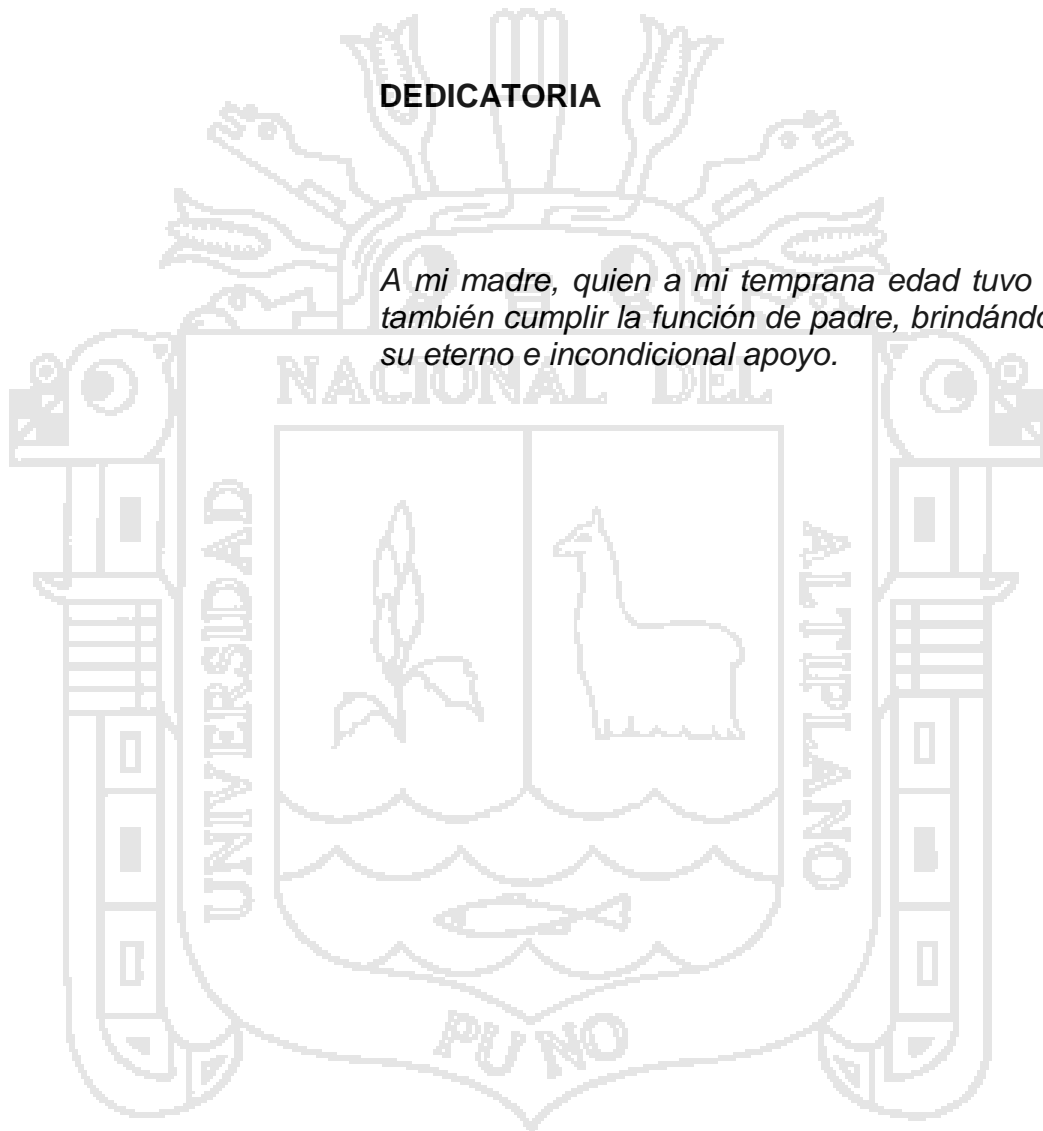 DEDICATORIA
A mi madre, quien a mi temprana edad tuvo
también cumplir la función de padre, brindándo
su eterno e incondicional apoyo.
NACIONAL DEL
UNIVERSIDAD
ALTIPLANO
PUNO